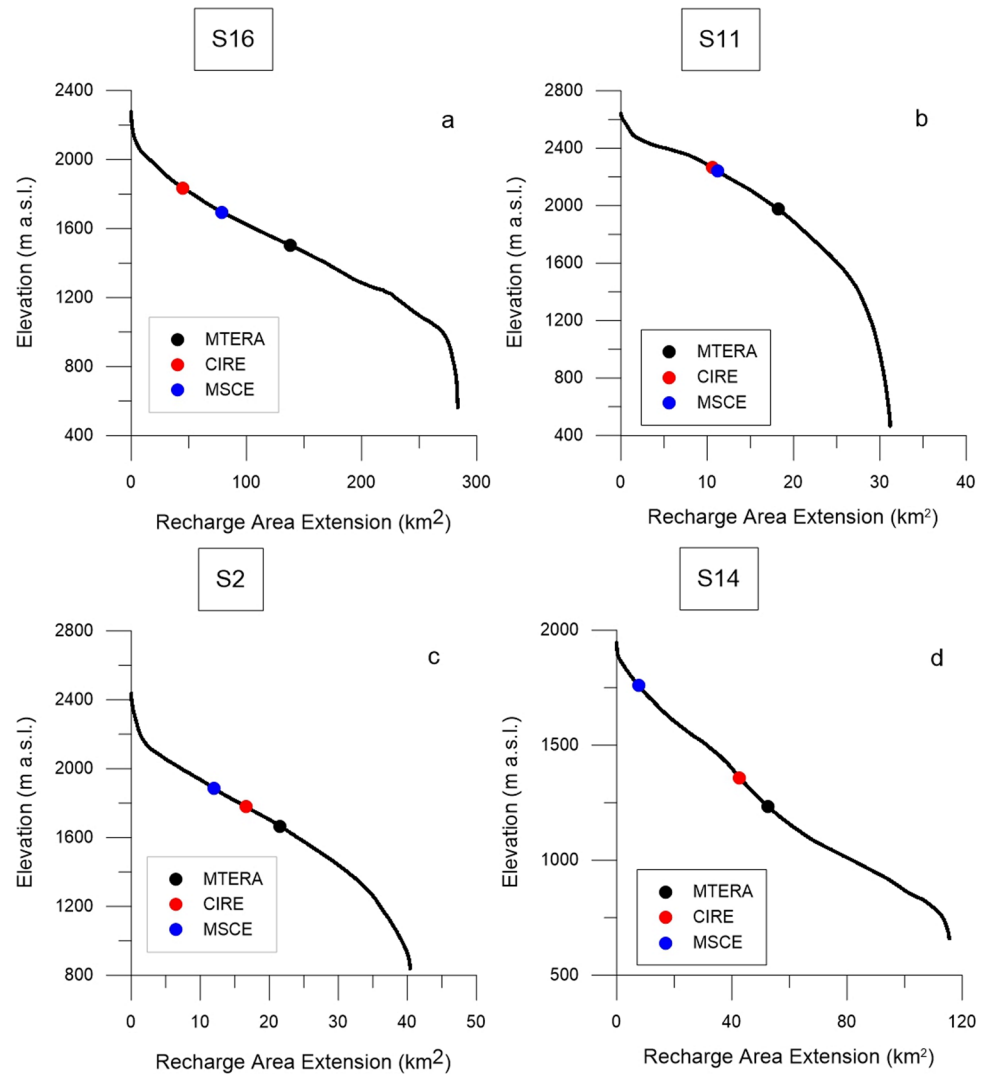 S16
a
Elevation (m a.s.l.)
2400
2000
1600
1200
800
400
MTERA
CIRE
MSCE
0 100 200 300
Recharge Area Extension (km2)
S11
b
Elevation (m a.s.l.)
2800
2400
2000
1600
1200
800
400
MTERA
CIRE
MSCE
0 10 20 30 40
Recharge Area Extension (km²)
S2
c
Elevation (m a.s.l.)
2800
2400
2000
1600
1200
800
MTERA
CIRE
MSCE
0 10 20 30 40 50
Recharge Area Extension (km2)
S14
d
Elevation (m a.s.l.)
2000
1500
1000
500
MTERA
CIRE
MSCE
0 40 80 120
Recharge Area Extension (km²)